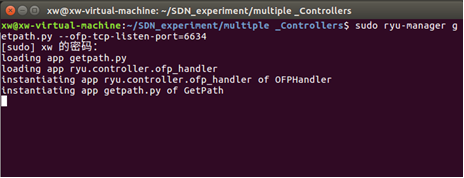 xw@xw-virtual-machine: ~/SDN_experiment/multiple _Controllers
xw@xw-virtual-machine:~/SDN_experiment/multiple _Controllers$ sudo ryu-manager g
etpath.py --ofp-tcp-listen-port=6634
[sudo] xw 的密码：
loading app getpath.py
loading app ryu.controller.ofp_handler
instantiating app ryu.controller.ofp_handler of OFPHandler
instantiating app getpath.py of GetPath